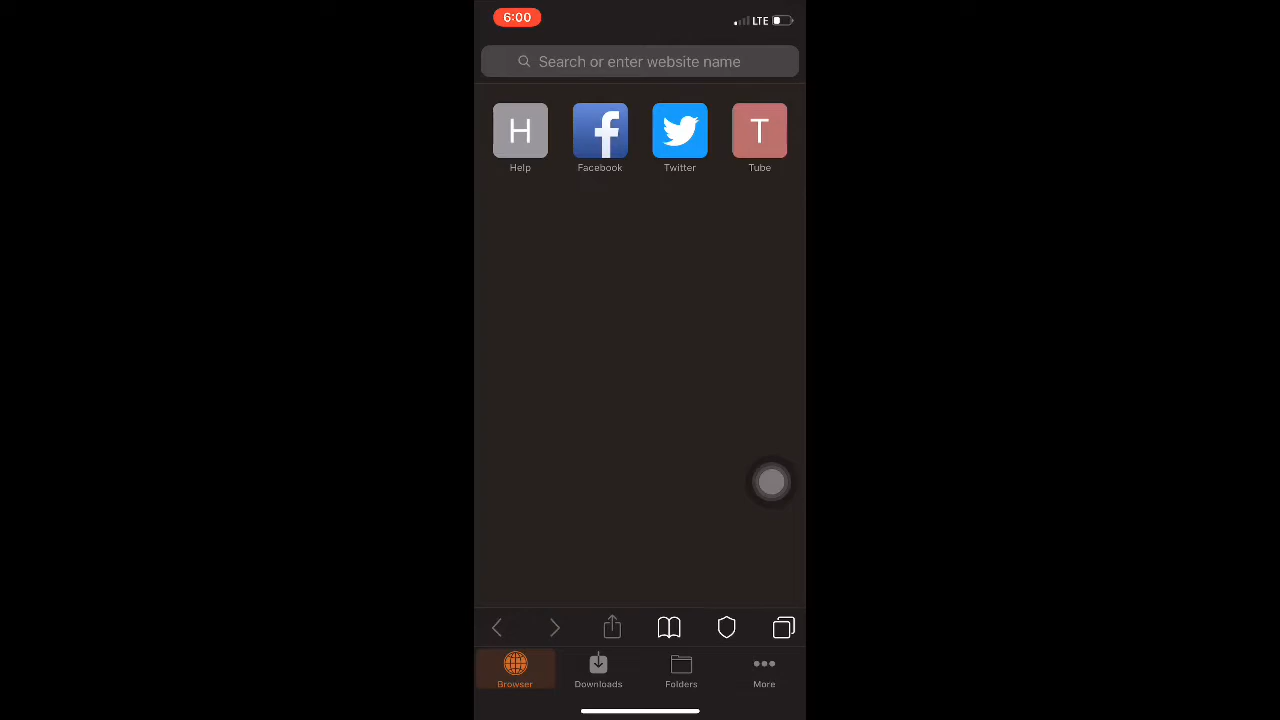 6:00 LTE
Search or enter website name
H T
Help Facebook Twitter Tube
Browser Downloads Folders More